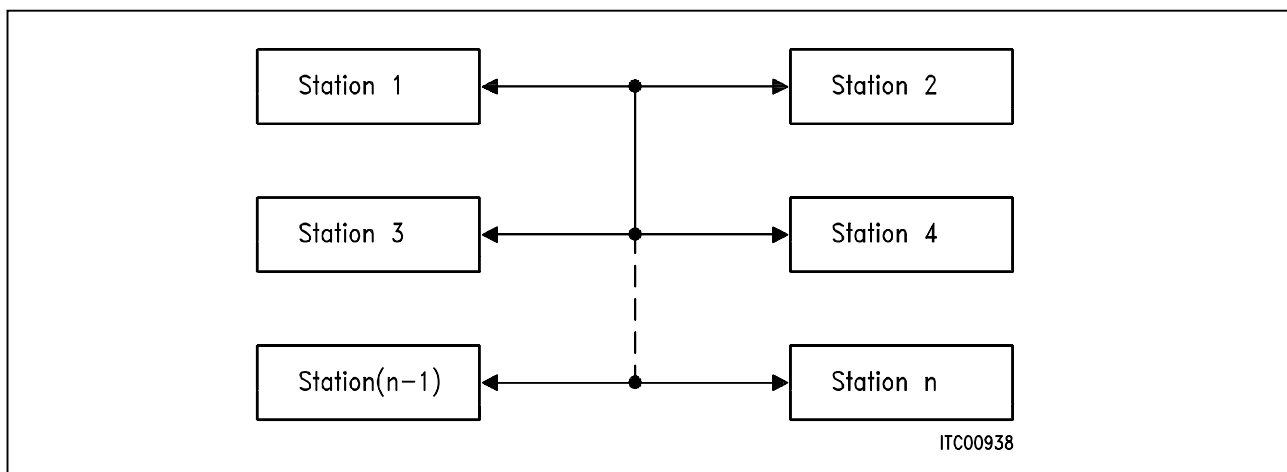 Station 1
Station 2
Station 3
Station 4
Station(n-1)
Station n
ITC00938